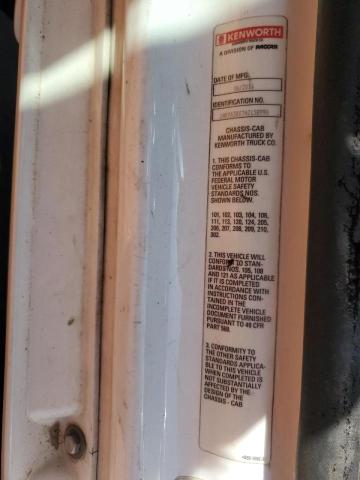 KENWORTH
A DIVISION OF PACCAR
DATE OF MFG.
IDENTIFICATION NO.
CHASSIS-CAB
MANUFACTURED BY
KENWORTH TRUCK CO.
1. THIS CHASSIS-CAB
CONFORMS TO
THE APPLICABLE U.S.
FEDERAL MOTOR
VEHICLE SAFETY
STANDARDS NOS.
SHOWN BELOW.
101, 102, 103, 104, 106,
111, 113, 120, 124, 205,
206, 207, 208, 209, 210,
302.
2. THIS VEHICLE WILL
CONFORM TO STAN-
DARDS NOS. 105, 108
AND 121 AS APPLICABLE
IF IT IS COMPLETED
IN ACCORDANCE WITH
INSTRUCTIONS CON-
TAINED IN THE
INCOMPLETE VEHICLE
DOCUMENT FURNISHED
PURSUANT TO 49 CFR
PART 568.
3. CONFORMITY TO
THE OTHER SAFETY
STANDARDS APPLICA-
BLE TO THIS VEHICLE
WHEN COMPLETED IS
NOT SUBSTANTIALLY
AFFECTED BY THE
DESIGN OF THE
CHASSIS - CAB